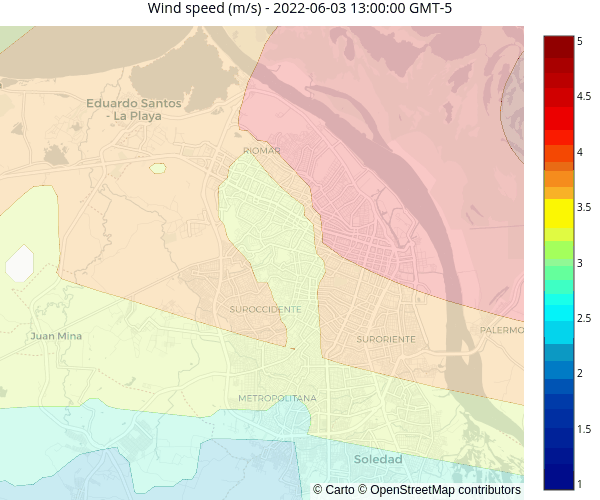 Wind speed (m/s) - 2022-06-03 13:00:00 GMT-5
Eduardo Santos
- La Playa
RIOMAR
SUROCCIDENTE
SURORIENTE
PALERMO
Juan Mina
METROPOLITANA
Soledad
© Carto © OpenStreetMap contributors
5
4.5
4
3.5
3
2.5
2
1.5
1